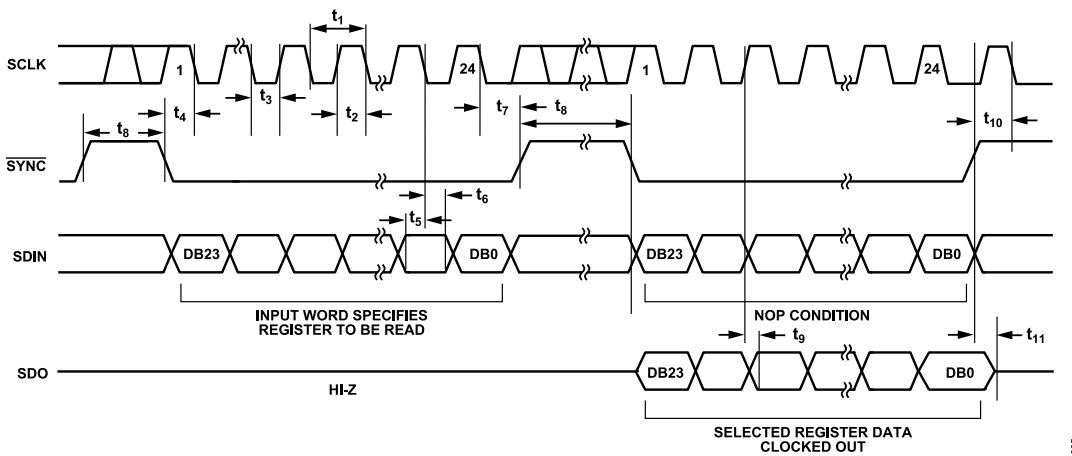 t1
SCLK
1
24
1
24
t3
t2
t4
t7
t8
t10
t8
SYNC
t6
t5
SDIN
DB23
DB0
DB23
DB0
INPUT WORD SPECIFIES
REGISTER TO BE READ
NOP CONDITION
t9
t11
SDO
DB23
DB0
HI-Z
SELECTED REGISTER DATA
CLOCKED OUT